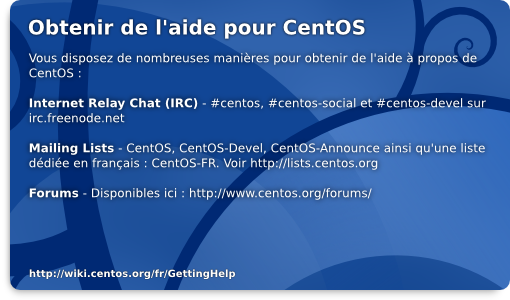 Obtenir de l'aide pour CentOS
Vous disposez de nombreuses manières pour obtenir de l'aide à propos de
CentOS :
Internet Relay Chat (IRC) - #centos, #centos-social et #centos-devel sur
irc.freenode.net
Mailing Lists - CentOS, CentOS-Devel, CentOS-Announce ainsi qu'une liste
dédiée en français : CentOS-FR. Voir http://lists.centos.org
Forums - Disponibles ici : http://www.centos.org/forums/
http://wiki.centos.org/fr/GettingHelp